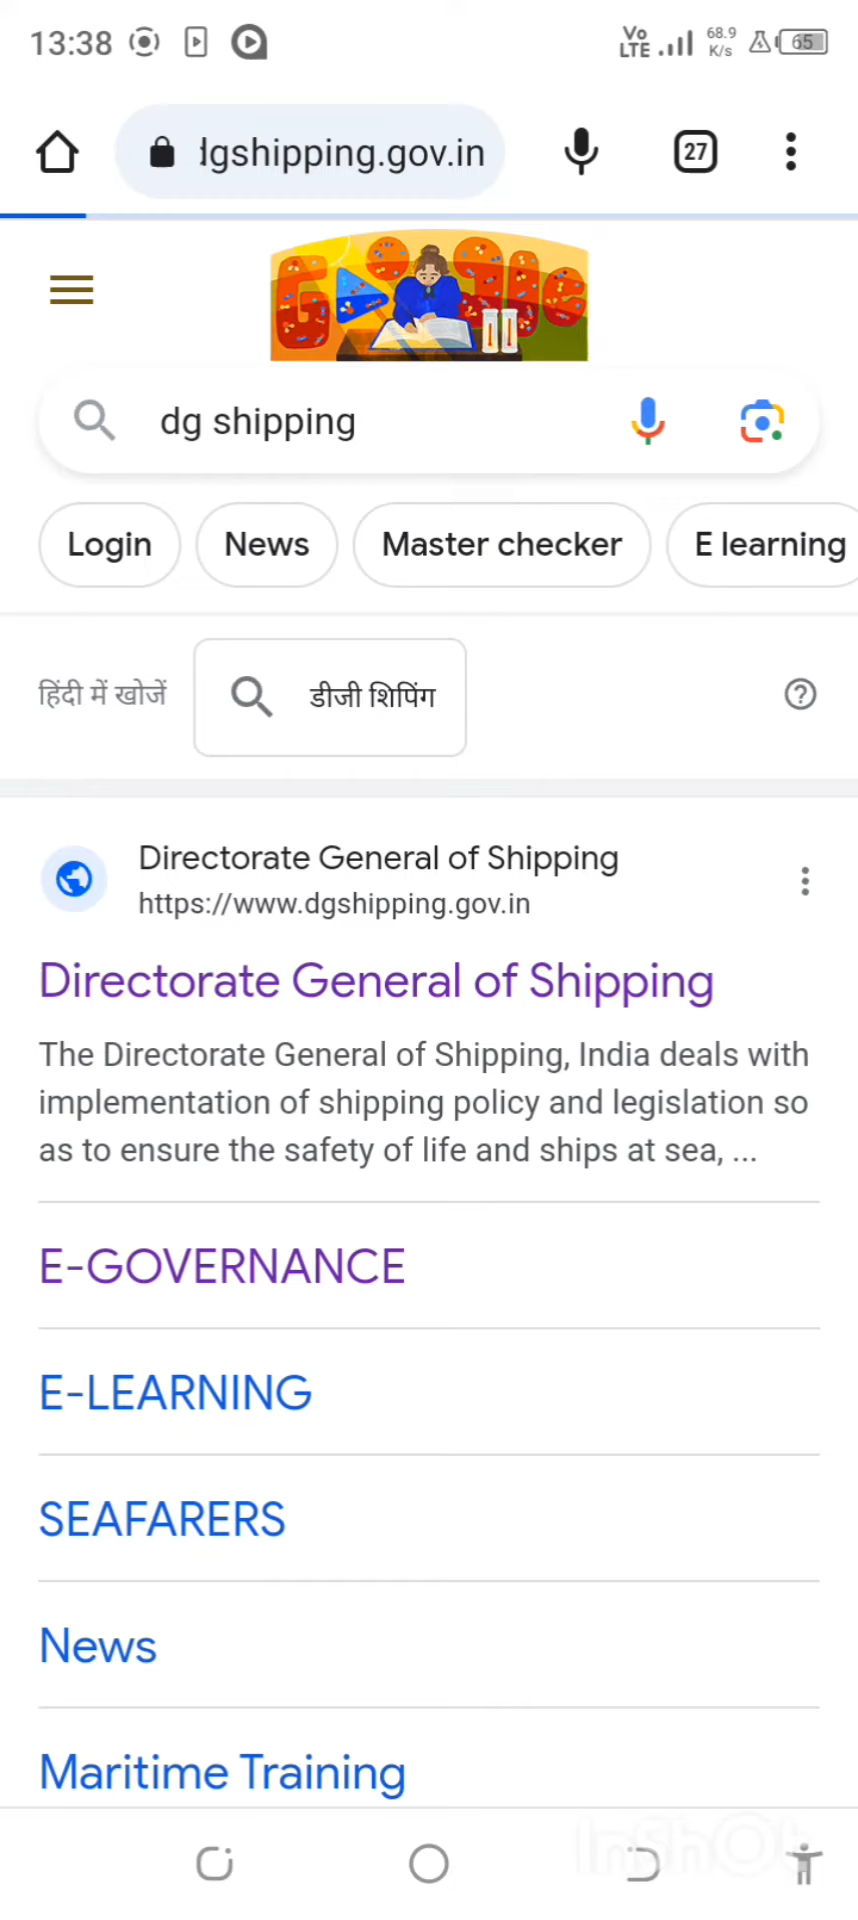 13:38
Vo
LTE
68.9
K/s
65
dgshipping.gov.in
27
Google
dg shipping
Login
News
Master checker
E learning
हिंदी में खोजें
डीजी शिपिंग
Directorate General of Shipping
https://www.dgshipping.gov.in
Directorate General of Shipping
The Directorate General of Shipping, India deals with
implementation of shipping policy and legislation so
as to ensure the safety of life and ships at sea, ...
E-GOVERNANCE
E-LEARNING
SEAFARERS
News
Maritime Training
InShOt